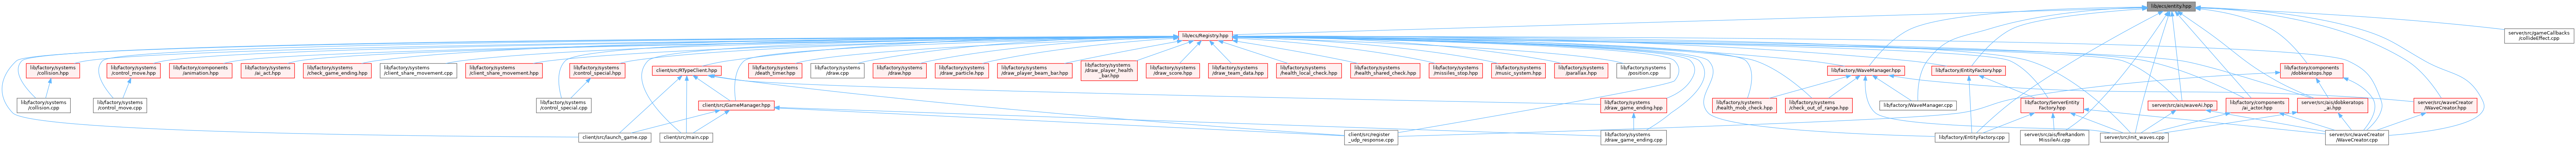 lib/ecs/entity.hpp
server/src/gameCallbacks
/collideEffect.cpp
lib/ecs/Registry.hpp
lib/factory/systems
/collision.hpp
lib/factory/systems
/control_move.hpp
lib/factory/components
/animation.hpp
lib/factory/systems
/ai_act.hpp
lib/factory/systems
/check_game_ending.hpp
lib/factory/systems
/client_share_movement.cpp
lib/factory/systems
/client_share_movement.hpp
lib/factory/systems
/control_special.hpp
client/src/RTypeClient.hpp
lib/factory/systems
/death_timer.hpp
lib/factory/systems
/draw.cpp
lib/factory/systems
/draw.hpp
lib/factory/systems
/draw_particle.hpp
lib/factory/systems
/draw_player_beam_bar.hpp
lib/factory/systems
/draw_player_health
_bar.hpp
lib/factory/systems
/draw_score.hpp
lib/factory/systems
/draw_team_data.hpp
lib/factory/systems
/health_local_check.hpp
lib/factory/systems
/health_shared_check.hpp
lib/factory/systems
/missiles_stop.hpp
lib/factory/systems
/music_system.hpp
lib/factory/systems
/parallax.hpp
lib/factory/systems
/position.cpp
lib/factory/WaveManager.hpp
lib/factory/EntityFactory.hpp
lib/factory/components
/dobkeratops.hpp
lib/factory/systems
/collision.cpp
lib/factory/systems
/control_move.cpp
lib/factory/systems
/control_special.cpp
client/src/GameManager.hpp
lib/factory/systems
/draw_game_ending.hpp
lib/factory/systems
/health_mob_check.hpp
lib/factory/systems
/check_out_of_range.hpp
lib/factory/WaveManager.cpp
lib/factory/ServerEntity
Factory.hpp
server/src/ais/waveAi.hpp
lib/factory/components
/ai_actor.hpp
server/src/ais/dobkeratops
_ai.hpp
server/src/waveCreator
/WaveCreator.hpp
client/src/launch_game.cpp
client/src/main.cpp
client/src/register
_udp_response.cpp
lib/factory/systems
/draw_game_ending.cpp
lib/factory/EntityFactory.cpp
server/src/ais/fireRandom
MissileAi.cpp
server/src/init_waves.cpp
server/src/waveCreator
/WaveCreator.cpp